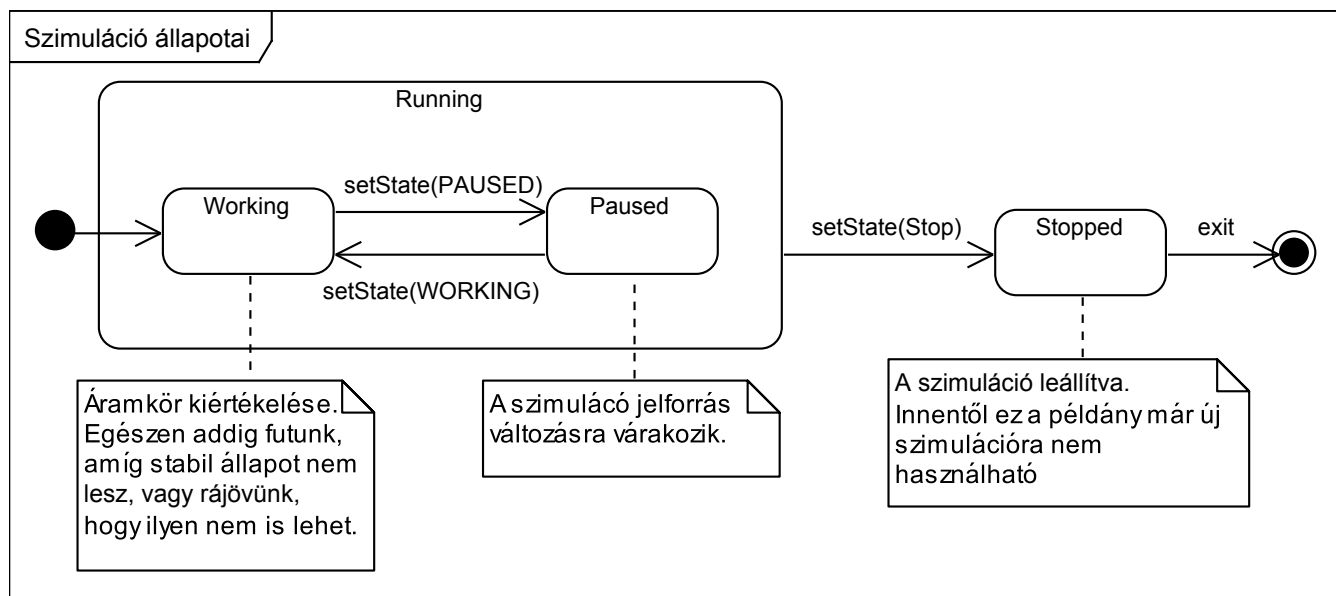 Szimuláció állapotai
Running
setState(PAUSED)
Working
Paused
setState(WORKING)
setState(Stop)
Stopped
exit
Áramkör kiértékelése.
Egészen addig futunk,
amíg stabil állapot nem
lesz, vagy rájövünk,
hogy ilyen nem is lehet.
A szimulácó jelforrás
változásra várakozik.
A szimuláció leállítva.
Innentől ez a példány már új
szimulációra nem
használható